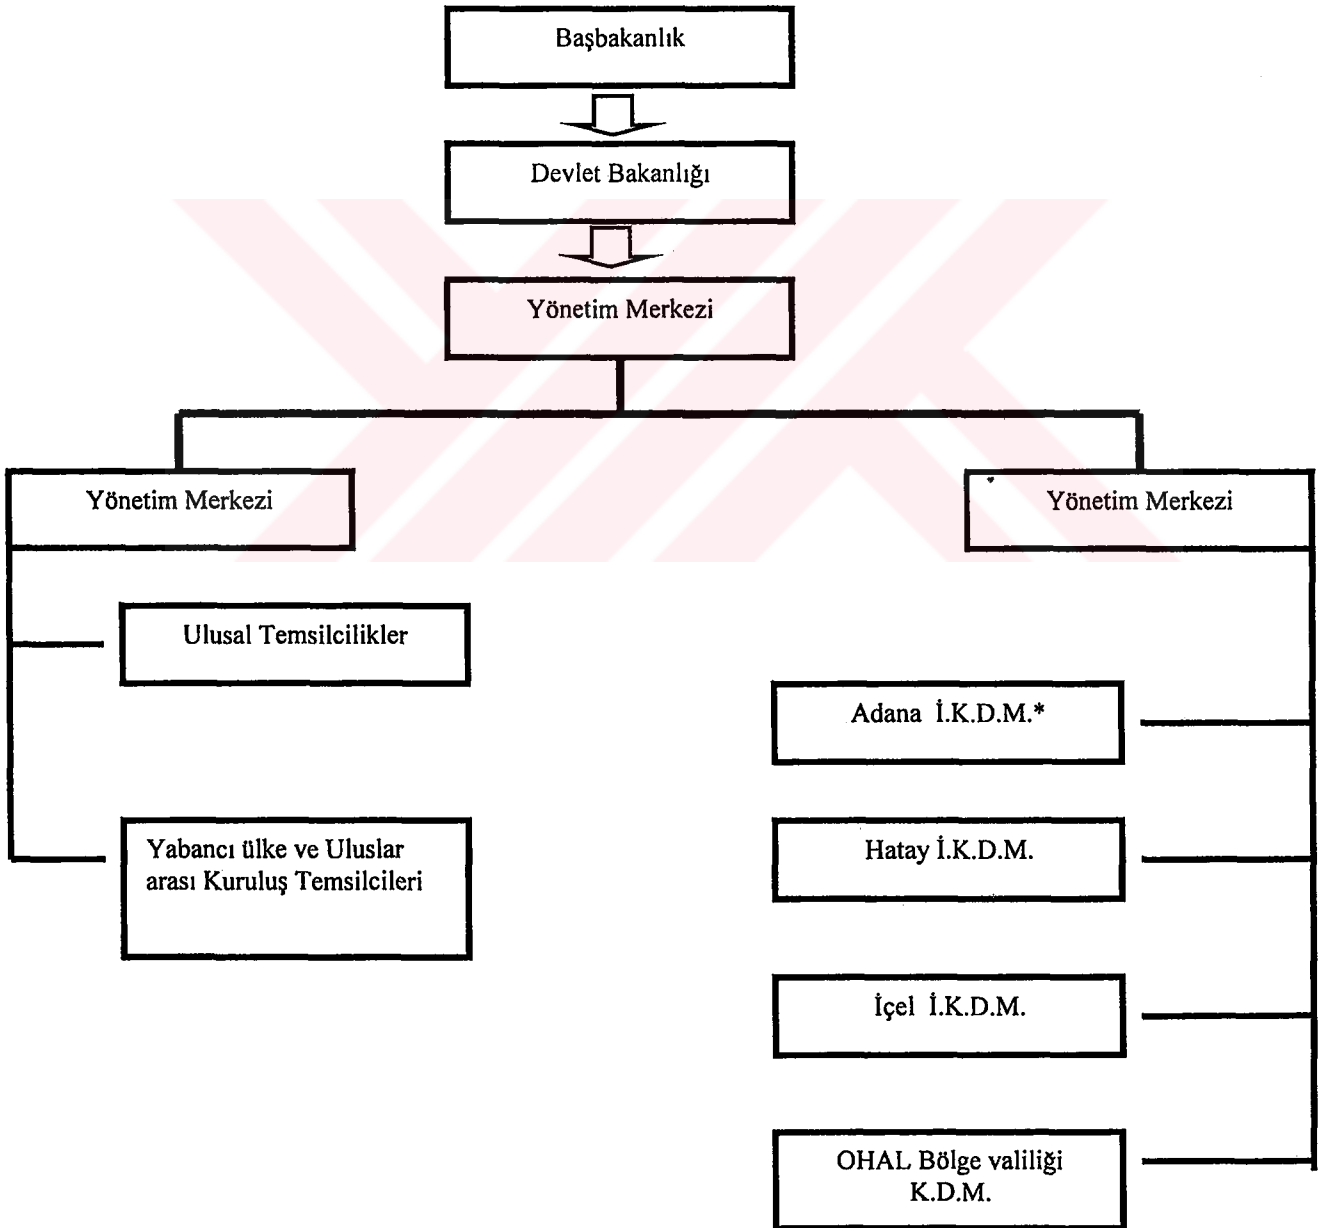 Başbakanlık
Devlet Bakanlığı
Yönetim Merkezi
Yönetim Merkezi
Yönetim Merkezi
Ulusal Temsilcilikler
Yabancı ülke ve Uluslar
arası Kuruluş Temsilcileri
Adana İ.K.D.M.*
Hatay İ.K.D.M.
İçel İ.K.D.M.
OHAL Bölge valiliği
K.D.M.